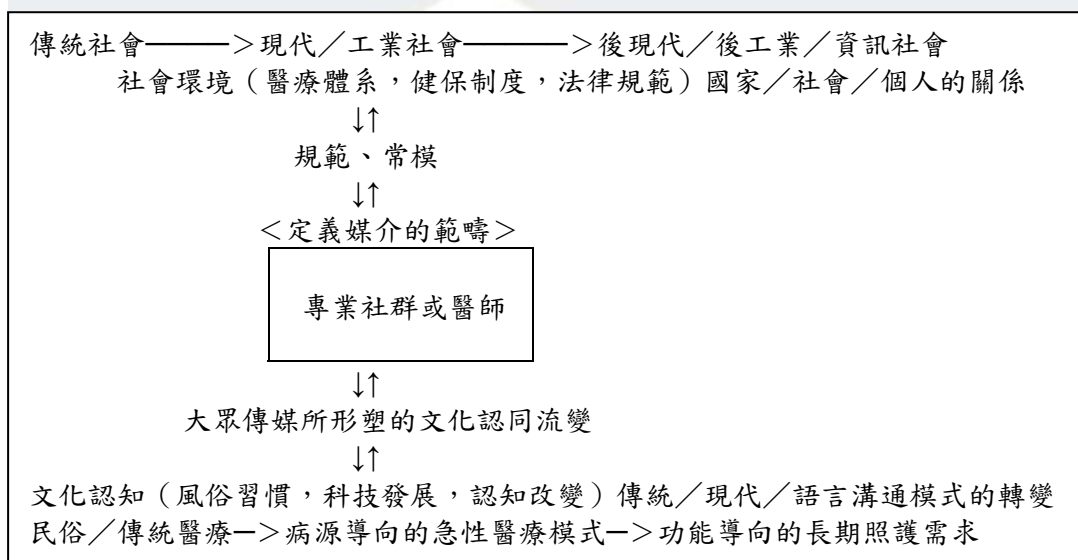 傳統社會———＞現代／工業社會————＞後現代／後工業／資訊社會
社會環境（醫療體系，健保制度，法律規範）國家／社會／個人的關係
↓↑
規範、常模
↓↑
＜定義媒介的範疇＞
專業社群或醫師
↓↑
大眾傳媒所形塑的文化認同流變
↓↑
文化認知（風俗習慣，科技發展，認知改變）傳統／現代／語言溝通模式的轉變
民俗／傳統醫療—＞病源導向的急性醫療模式—＞功能導向的長期照護需求